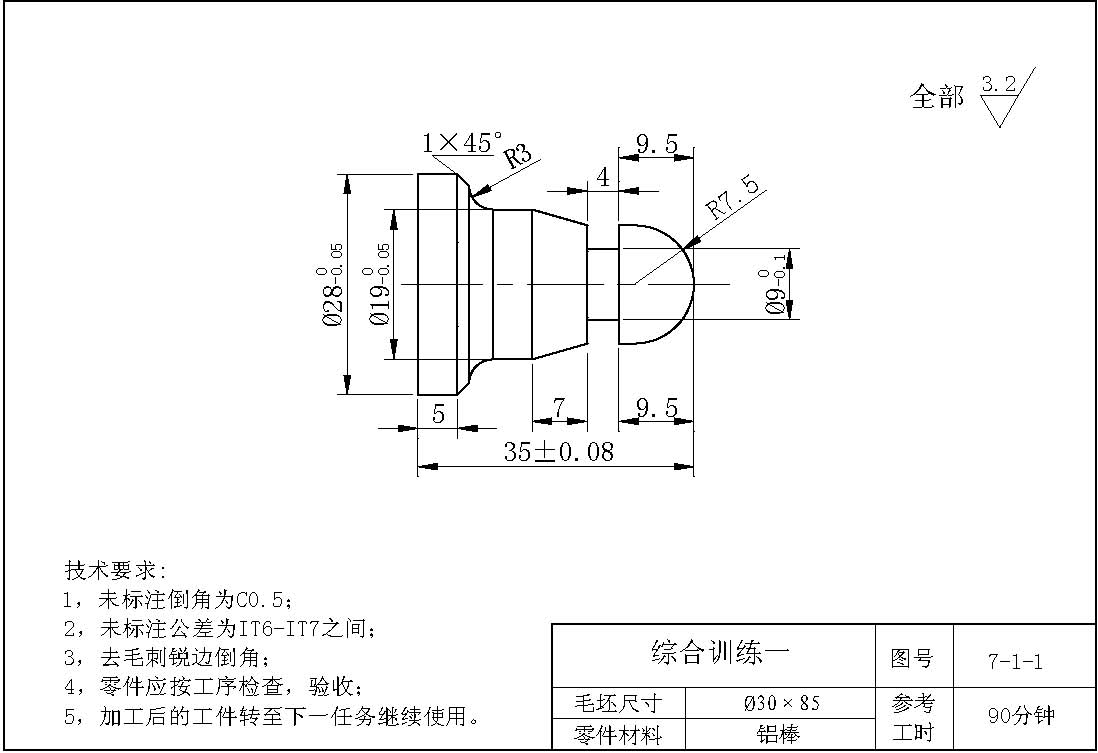 全部 3.2
1×45° R3 9.5
4
R7.5
Ø28 0 -0.05
Ø19 0 -0.05
Ø9 0 -0.1
5 7 9.5
35±0.08
技术要求:
1, 未标注倒角为C0.5;
2, 未标注公差为IT6-IT7之间;
3, 去毛刺锐边倒角;
4, 零件应按工序检查, 验收;
5, 加工后的工件转至下一任务继续使用。
综合训练一 图号 7-1-1
毛坯尺寸 Ø30×85 参考工时 90分钟
零件材料 铝棒